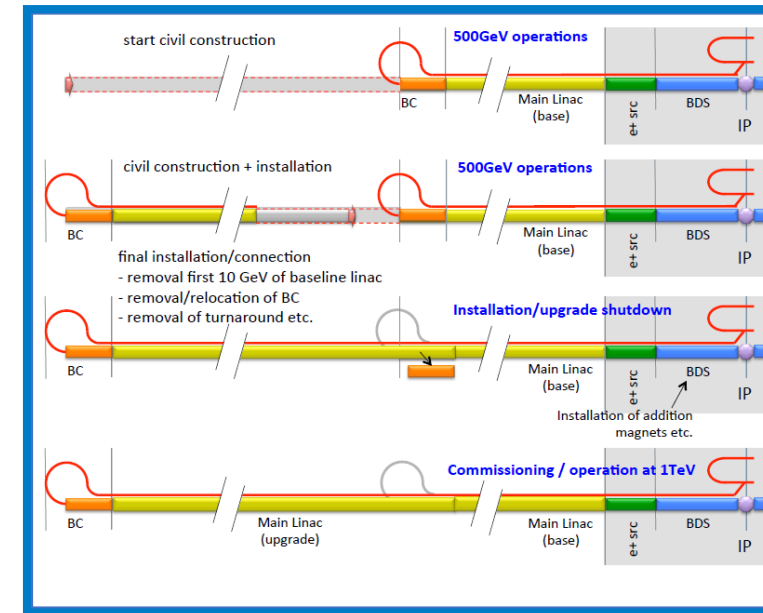 start civil construction
500GeV operations
BC
Main Linac
(base)
e+ src
BDS
IP
civil construction + installation
500GeV operations
BC
BC
Main Linac
(base)
e+ src
BDS
IP
final installation/connection
- removal first 10 GeV of baseline linac
- removal/relocation of BC
- removal of turnaround etc.
Installation/upgrade shutdown
BC
Main Linac
(base)
e+ src
BDS
IP
Installation of addition
magnets etc.
Commissioning / operation at 1TeV
BC
Main Linac
(upgrade)
Main Linac
(base)
e+ src
BDS
IP